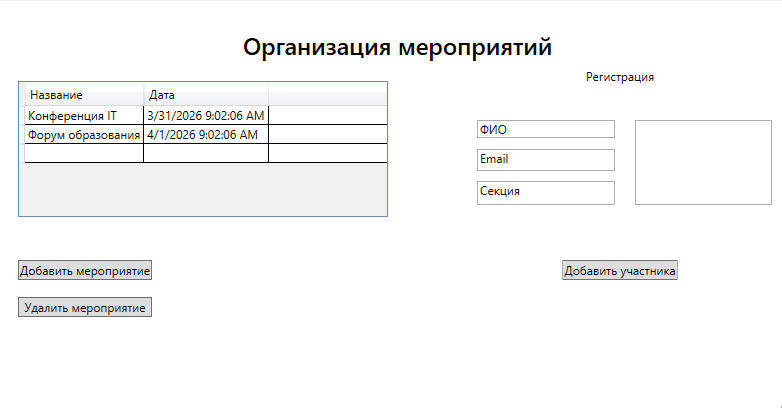 Организация мероприятий
Регистрация
Название Дата
Конференция IT 3/31/2026 9:02:06 AM
Форум образования 4/1/2026 9:02:06 AM
ФИО
Email
Секция
Добавить мероприятие
Добавить участника
Удалить мероприятие